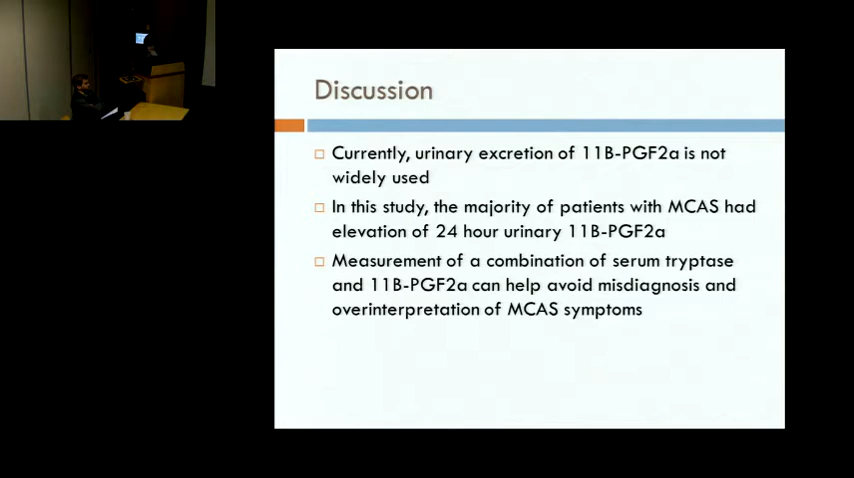 Discussion
Currently, urinary excretion of 11B-PGF2a is not
widely used
In this study, the majority of patients with MCAS had
elevation of 24 hour urinary 11B-PGF2a
Measurement of a combination of serum tryptase
and 11B-PGF2a can help avoid misdiagnosis and
overinterpretation of MCAS symptoms